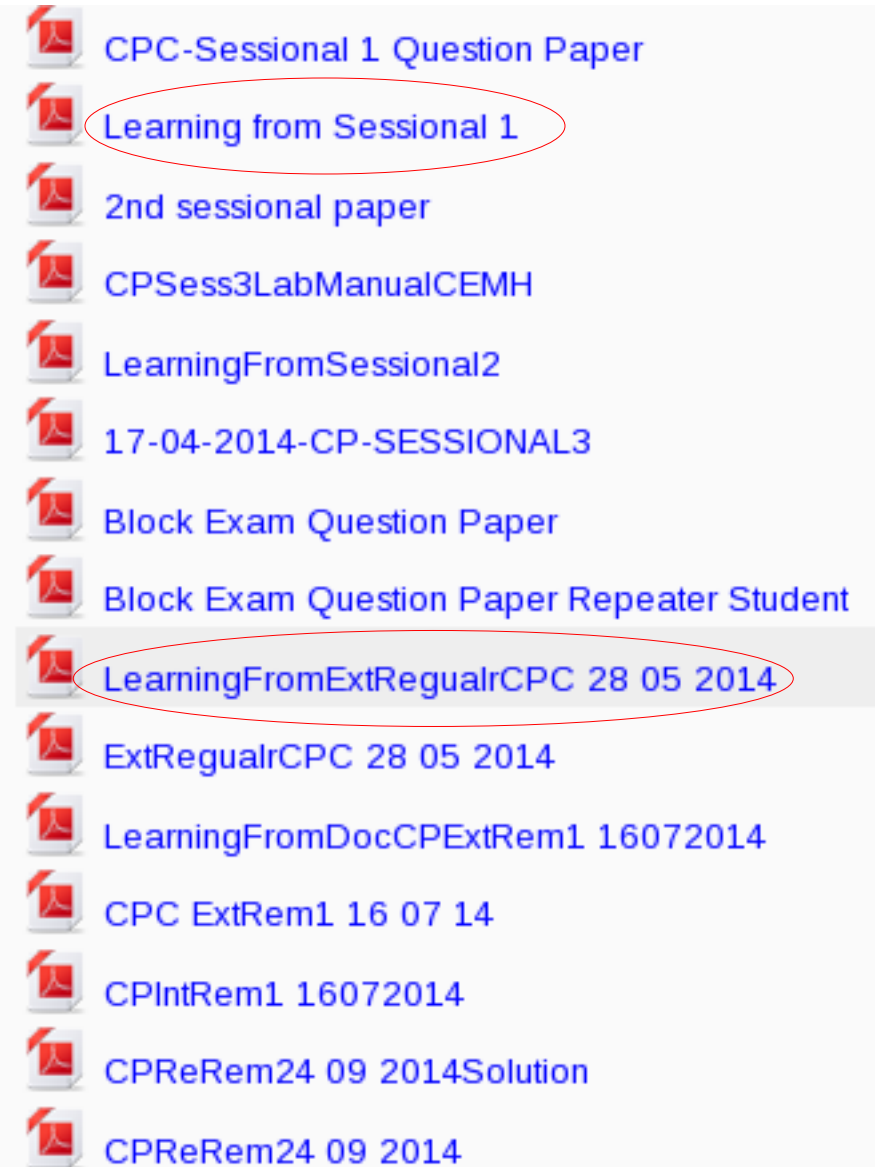 CPC-Sessional 1 Question Paper
Learning from Sessional 1
2nd sessional paper
CPSess3LabManualCEMH
LearningFromSessional2
17-04-2014-CP-SESSIONAL3
Block Exam Question Paper
Block Exam Question Paper Repeater Student
LearningFromExtRegualrCPC 28 05 2014
ExtRegualrCPC 28 05 2014
LearningFromDocCPExtRem1 16072014
CPC ExtRem1 16 07 14
CPIntRem1 16072014
CPReRem24 09 2014Solution
CPReRem24 09 2014